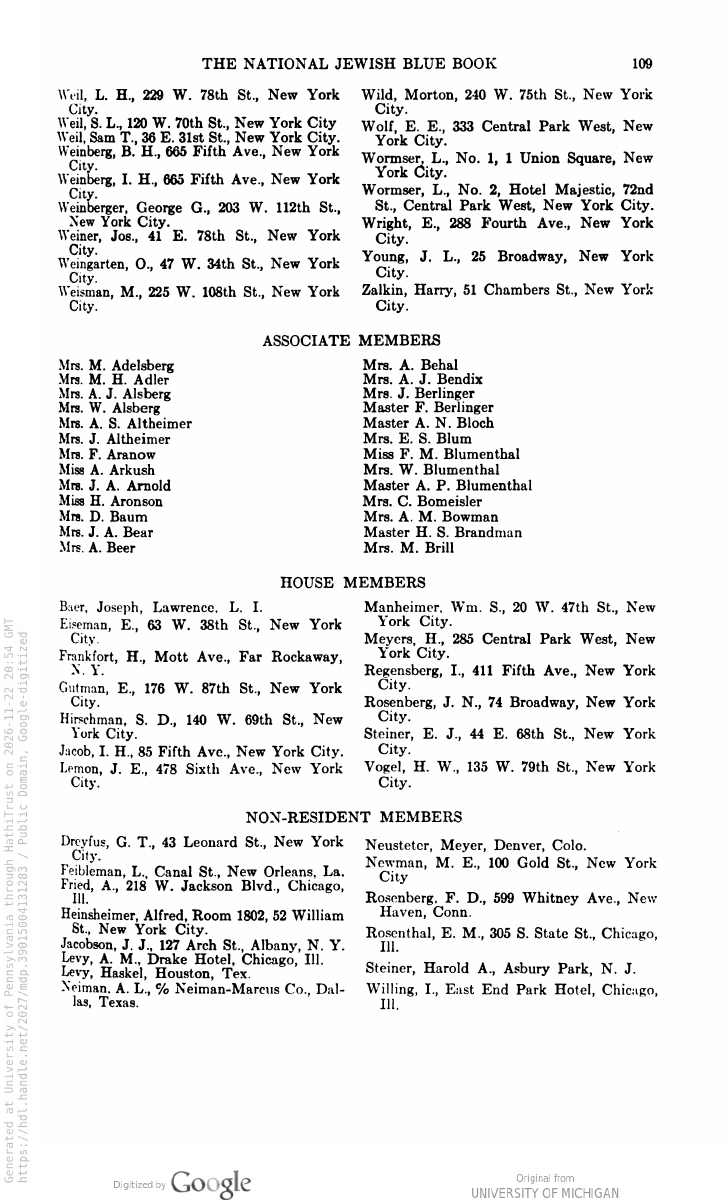 THE NATIONAL JEWISH BLUE BOOK 109
Weil, L. H., 229 W. 78th St., New York
City.
Weil, S. L., 120 W. 70th St., New York City
Weil, Sam T., 36 E. 31st St., New York City.
Weinberg, B. H., 665 Fifth Ave., New York
City.
Weinberg, I. H., 665 Fifth Ave., New York
City.
Weinberger, George G., 203 W. 112th St.,
New York City.
Weiner, Jos., 41 E. 78th St., New York
City.
Weingarten, O., 47 W. 34th St., New York
City.
Weisman, M., 225 W. 108th St., New York
City.
Wild, Morton, 240 W. 75th St., New York
City.
Wolf, E. E., 333 Central Park West, New
York City.
Wormser, L., No. 1, 1 Union Square, New
York City.
Wormser, L., No. 2, Hotel Majestic, 72nd
St., Central Park West, New York City.
Wright, E., 288 Fourth Ave., New York
City.
Young, J. L., 25 Broadway, New York
City.
Zalkin, Harry, 51 Chambers St., New York
City.
ASSOCIATE MEMBERS
Mrs. M. Adelsberg
Mrs. M. H. Adler
Mrs. A. J. Alsberg
Mrs. W. Alsberg
Mrs. A. S. Altheimer
Mrs. J. Altheimer
Mrs. F. Aranow
Miss A. Arkush
Mrs. J. A. Arnold
Miss H. Aronson
Mrs. D. Baum
Mrs. J. A. Bear
Mrs. A. Beer
Mrs. A. Behal
Mrs. A. J. Bendix
Mrs. J. Berlinger
Master F. Berlinger
Master A. N. Bloch
Mrs. E. S. Blum
Miss F. M. Blumenthal
Mrs. W. Blumenthal
Master A. P. Blumenthal
Mrs. C. Bomeisler
Mrs. A. M. Bowman
Master H. S. Brandman
Mrs. M. Brill
HOUSE MEMBERS
Baer, Joseph, Lawrence, L. I.
Eiseman, E., 63 W. 38th St., New York
City.
Frankfort, H., Mott Ave., Far Rockaway,
N. Y.
Gutman, E., 176 W. 87th St., New York
City.
Hirschman, S. D., 140 W. 69th St., New
York City.
Jacob, I. H., 85 Fifth Ave., New York City.
Lemon, J. E., 478 Sixth Ave., New York
City.
Manheimer, Wm. S., 20 W. 47th St., New
York City.
Meyers, H., 285 Central Park West, New
York City.
Regensberg, I., 411 Fifth Ave., New York
City.
Rosenberg, J. N., 74 Broadway, New York
City.
Steiner, E. J., 44 E. 68th St., New York
City.
Vogel, H. W., 135 W. 79th St., New York
City.
NON-RESIDENT MEMBERS
Dreyfus, G. T., 43 Leonard St., New York
City.
Feibleman, L., Canal St., New Orleans, La.
Fried, A., 218 W. Jackson Blvd., Chicago,
Ill.
Heinsheimer, Alfred, Room 1802, 52 William
St., New York City.
Jacobson, J. J., 127 Arch St., Albany, N. Y.
Levy, A. M., Drake Hotel, Chicago, Ill.
Levy, Haskel, Houston, Tex.
Neiman, A. L., % Neiman-Marcus Co., Dal-
las, Texas.
Neusteter, Meyer, Denver, Colo.
Newman, M. E., 100 Gold St., New York
City
Rosenberg, F. D., 599 Whitney Ave., New
Haven, Conn.
Rosenthal, E. M., 305 S. State St., Chicago,
Ill.
Steiner, Harold A., Asbury Park, N. J.
Willing, I., East End Park Hotel, Chicago,
Ill.
Generated at University of Pennsylvania through HathiTrust on 2026-11-22 20:54 GMT
https://hdl.handle.net/2027/mdp.39015004131283 / Public Domain, Google-digitized
Digitized by Google
Original from
UNIVERSITY OF MICHIGAN